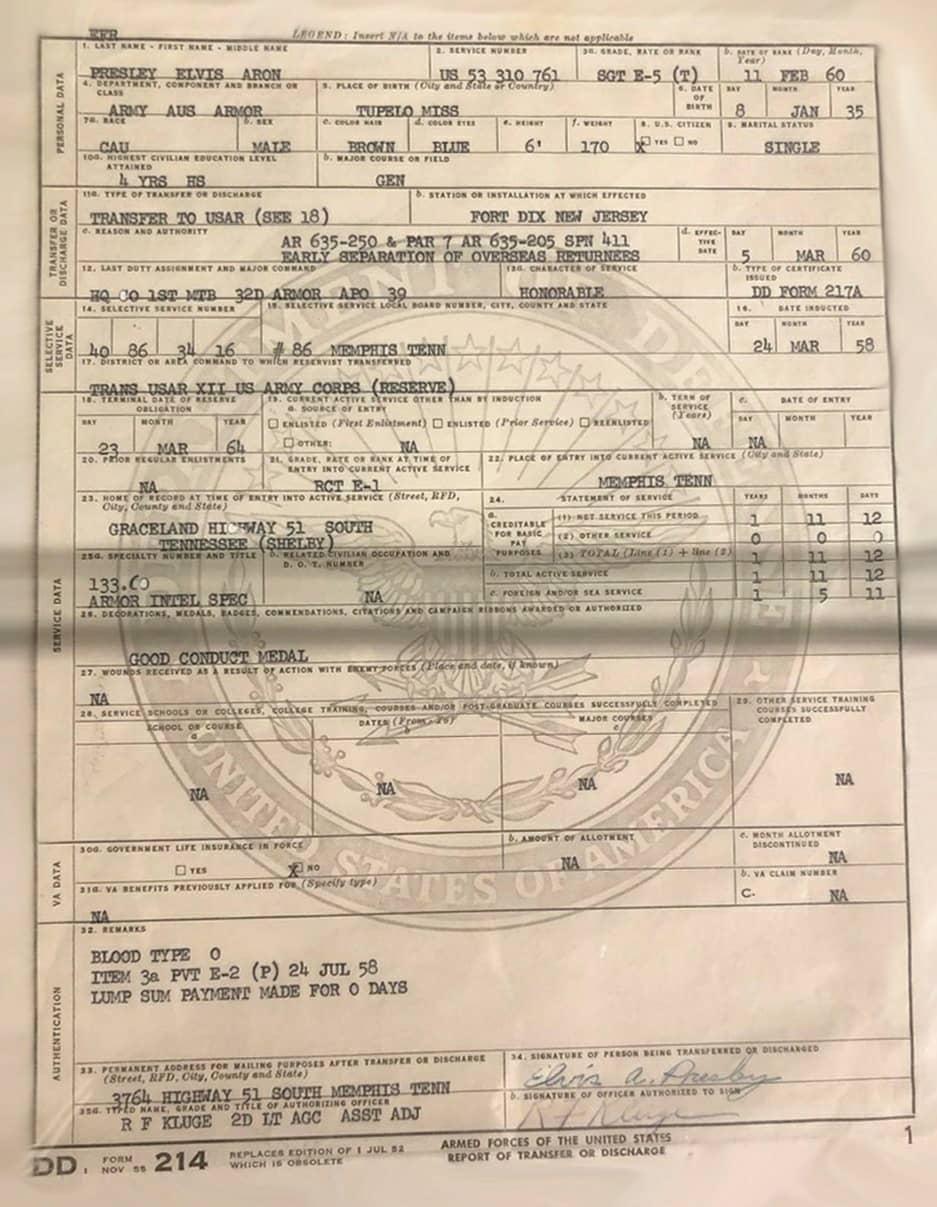 EFR
LEGEND: Insert N/A to the items below which are not applicable
PERSONAL DATA
1. LAST NAME - FIRST NAME - MIDDLE NAME
PRESLEY ELVIS ARON
2. SERVICE NUMBER
US 53 310 761
3a. GRADE, RATE OR RANK
SGT E-5 (T)
b. DATE OF RANK (Day, Month, Year)
11 FEB 60
4. DEPARTMENT, COMPONENT AND BRANCH OR CLASS
ARMY AUS ARMOR
5. PLACE OF BIRTH (City and State or Country)
TUPELO MISS
6. DATE OF BIRTH
DAY MONTH YEAR
8 JAN 35
7a. RACE
CAU
b. SEX
MALE
c. COLOR HAIR
BROWN
d. COLOR EYES
BLUE
e. HEIGHT
6'
f. WEIGHT
170
8. U.S. CITIZEN
X YES NO
9. MARITAL STATUS
SINGLE
10a. HIGHEST CIVILIAN EDUCATION LEVEL ATTAINED
4 YRS HS
b. MAJOR COURSE OR FIELD
GEN
TRANSFER OR DISCHARGE DATA
11a. TYPE OF TRANSFER OR DISCHARGE
TRANSFER TO USAR (SEE 18)
b. STATION OR INSTALLATION AT WHICH EFFECTED
FORT DIX NEW JERSEY
c. REASON AND AUTHORITY
AR 635-250 & PAR 7 AR 635-205 SPN 411
EARLY SEPARATION OF OVERSEAS RETURNEES
d. EFFECTIVE DATE
DAY MONTH YEAR
5 MAR 60
12. LAST DUTY ASSIGNMENT AND MAJOR COMMAND
HQ CO 1ST MTB 32D ARMOR APO 39
13a. CHARACTER OF SERVICE
HONORABLE
b. TYPE OF CERTIFICATE ISSUED
DD FORM 217A
SELECTIVE SERVICE DATA
14. SELECTIVE SERVICE NUMBER
40 86 34 16
15. SELECTIVE SERVICE LOCAL BOARD NUMBER, CITY, COUNTY AND STATE
# 86 MEMPHIS TENN
16. DATE INDUCTED
DAY MONTH YEAR
24 MAR 58
17. DISTRICT OR AREA COMMAND TO WHICH RESERVIST TRANSFERRED
TRANS USAR XII US ARMY CORPS (RESERVE)
SERVICE DATA
18. TERMINAL DATE OF RESERVE OBLIGATION
DAY MONTH YEAR
23 MAR 64
19. CURRENT ACTIVE SERVICE OTHER THAN BY INDUCTION
a. SOURCE OF ENTRY
ENLISTED (First Enlistment) ENLISTED (Prior Service) REENLISTED
OTHER: NA
b. TERM OF SERVICE (Years)
NA
c. DATE OF ENTRY
DAY MONTH YEAR
NA
20. PRIOR REGULAR ENLISTMENTS
NA
21. GRADE, RATE OR RANK AT TIME OF ENTRY INTO CURRENT ACTIVE SERVICE
RCT E-1
22. PLACE OF ENTRY INTO CURRENT ACTIVE SERVICE (City and State)
MEMPHIS TENN
23. HOME OF RECORD AT TIME OF ENTRY INTO ACTIVE SERVICE (Street, RFD, City, County and State)
GRACELAND HIGHWAY 51 SOUTH
TENNESSEE (SHELBY)
24. STATEMENT OF SERVICE YEARS MONTHS DAYS
a. CREDITABLE FOR BASIC PAY PURPOSES
(1) NET SERVICE THIS PERIOD 1 11 12
(2) OTHER SERVICE 0 0 0
(3) TOTAL (Line (1) + line (2)) 1 11 12
b. TOTAL ACTIVE SERVICE 1 11 12
c. FOREIGN AND/OR SEA SERVICE 1 5 11
25a. SPECIALTY NUMBER AND TITLE
133.60
ARMOR INTEL SPEC
b. RELATED CIVILIAN OCCUPATION AND D. O. T. NUMBER
NA
26. DECORATIONS, MEDALS, BADGES, COMMENDATIONS, CITATIONS AND CAMPAIGN RIBBONS AWARDED OR AUTHORIZED
GOOD CONDUCT MEDAL
27. WOUNDS RECEIVED AS A RESULT OF ACTION WITH ENEMY FORCES (Place and date, if known)
NA
28. SERVICE SCHOOLS OR COLLEGES, COLLEGE TRAINING, COURSES AND/OR POST-GRADUATE COURSES SUCCESSFULLY COMPLETED
SCHOOL OR COURSE
DATES (From - To)
MAJOR COURSES
NA NA NA
29. OTHER SERVICE TRAINING COURSES SUCCESSFULLY COMPLETED
NA
VA DATA
30a. GOVERNMENT LIFE INSURANCE IN FORCE
YES X NO
b. AMOUNT OF ALLOTMENT
NA
c. MONTH ALLOTMENT DISCONTINUED
NA
31a. VA BENEFITS PREVIOUSLY APPLIED FOR (Specify type)
NA
b. VA CLAIM NUMBER
C- NA
AUTHENTICATION
32. REMARKS
BLOOD TYPE O
ITEM 3a PVT E-2 (P) 24 JUL 58
LUMP SUM PAYMENT MADE FOR 0 DAYS
33. PERMANENT ADDRESS FOR MAILING PURPOSES AFTER TRANSFER OR DISCHARGE (Street, RFD, City, County and State)
3764 HIGHWAY 51 SOUTH MEMPHIS TENN
34. SIGNATURE OF PERSON BEING TRANSFERRED OR DISCHARGED
Elvis A. Presley
35a. TYPED NAME, GRADE AND TITLE OF AUTHORIZING OFFICER
R F KLUGE 2D LT AGC ASST ADJ
b. SIGNATURE OF OFFICER AUTHORIZED TO SIGN
R F Kluge
DD FORM 1 NOV 55 214
REPLACES EDITION OF 1 JUL 52 WHICH IS OBSOLETE
ARMED FORCES OF THE UNITED STATES
REPORT OF TRANSFER OR DISCHARGE
1
UNITED STATES OF AMERICA